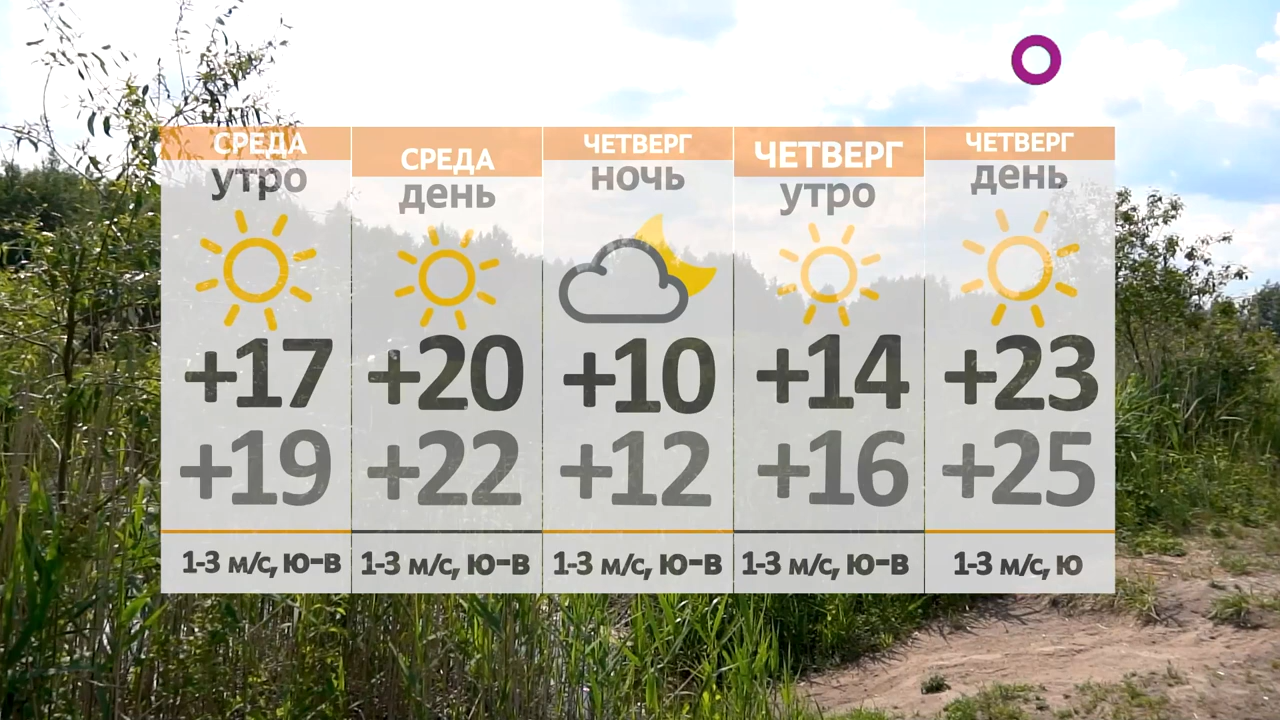 СРЕДА
утро
+17
+19
1-3 м/с, ю-в
СРЕДА
день
+20
+22
1-3 м/с, ю-в
ЧЕТВЕРГ
ночь
+10
+12
1-3 м/с, ю-в
ЧЕТВЕРГ
утро
+14
+16
1-3 м/с, ю-в
ЧЕТВЕРГ
день
+23
+25
1-3 м/с, ю